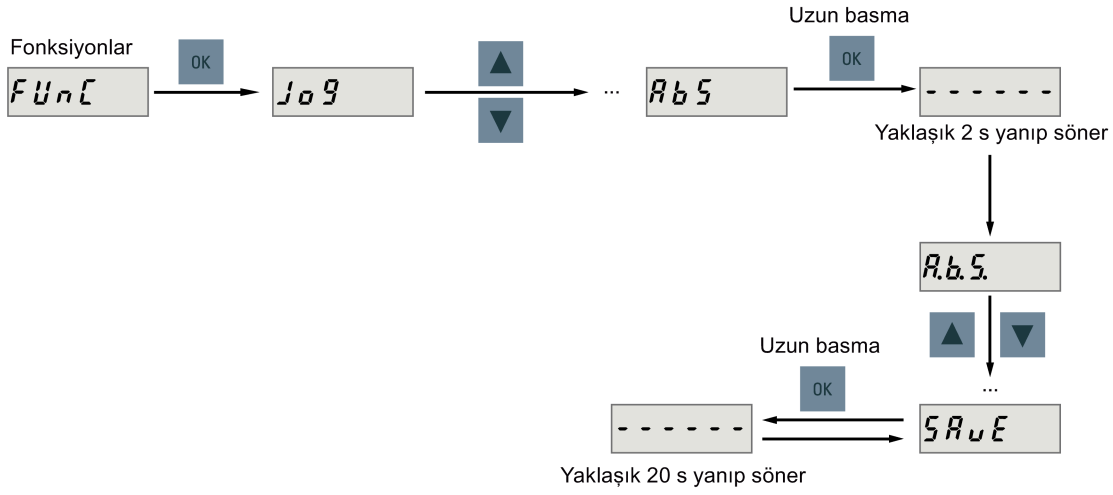 Uzun basma
Fonksiyonlar
OK
OK
FUnC
Jog
...
AbS
- - - - - -
Yaklaşık 2 s yanıp söner
A.b.S.
Uzun basma
OK
...
- - - - - -
SAvE
Yaklaşık 20 s yanıp söner